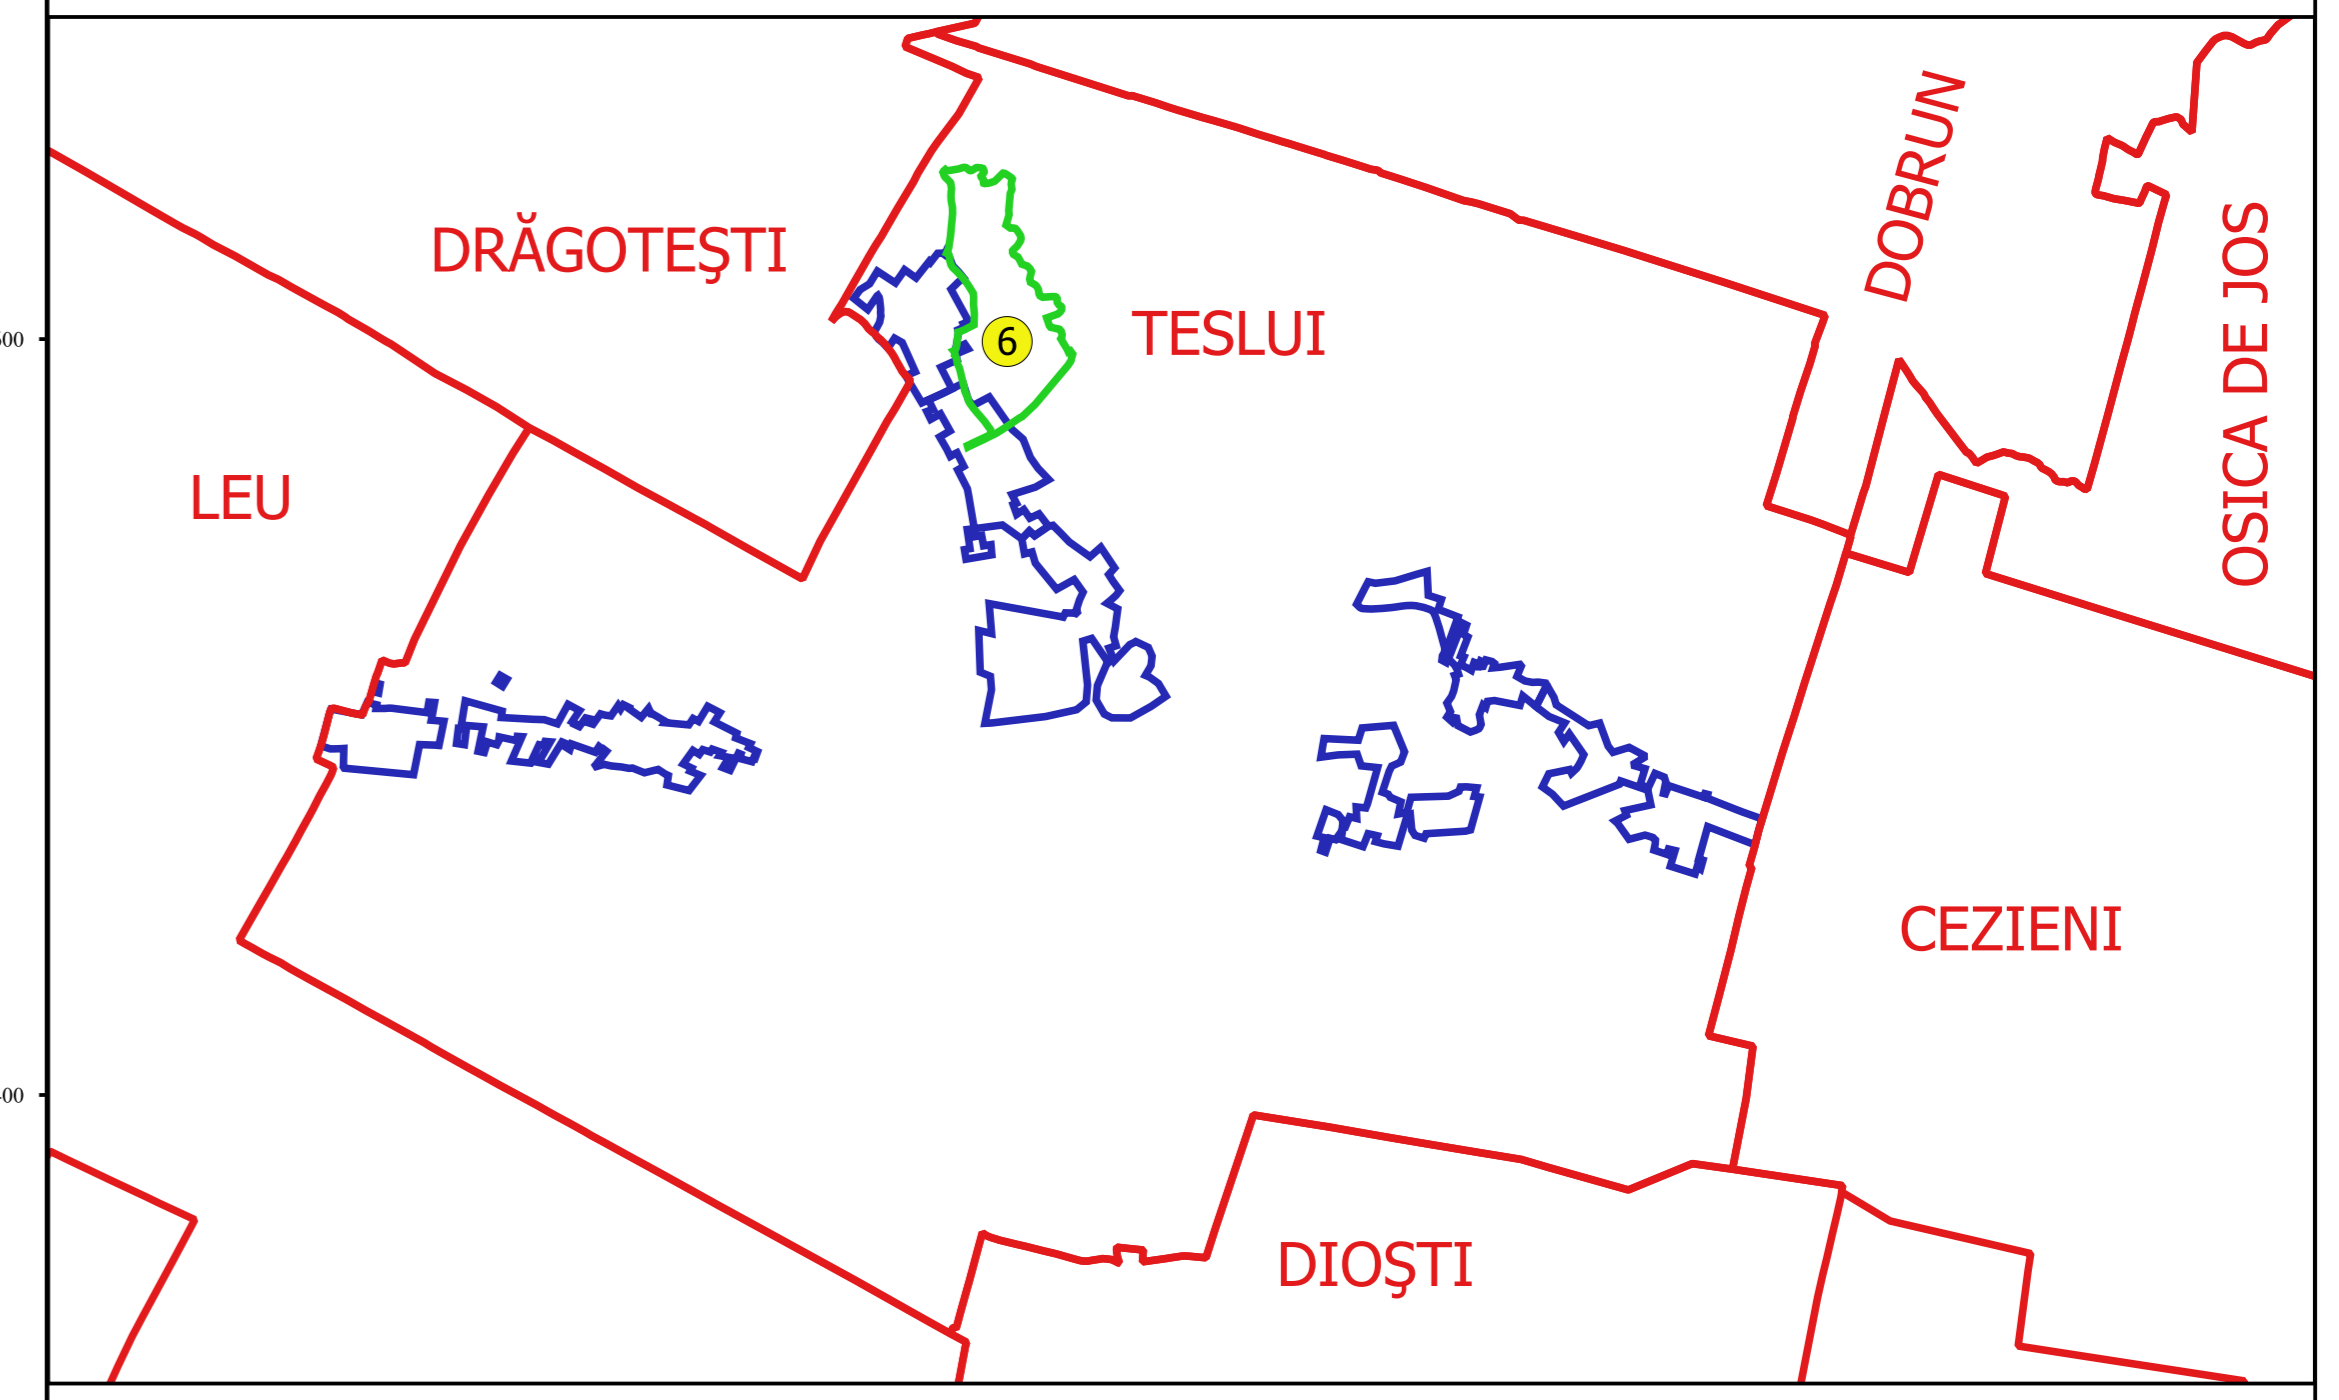 DOBRUN
OSICA DE JOS
DRĂGOTEŞTI
TESLUI
6
LEU
CEZIENI
DIOŞTI